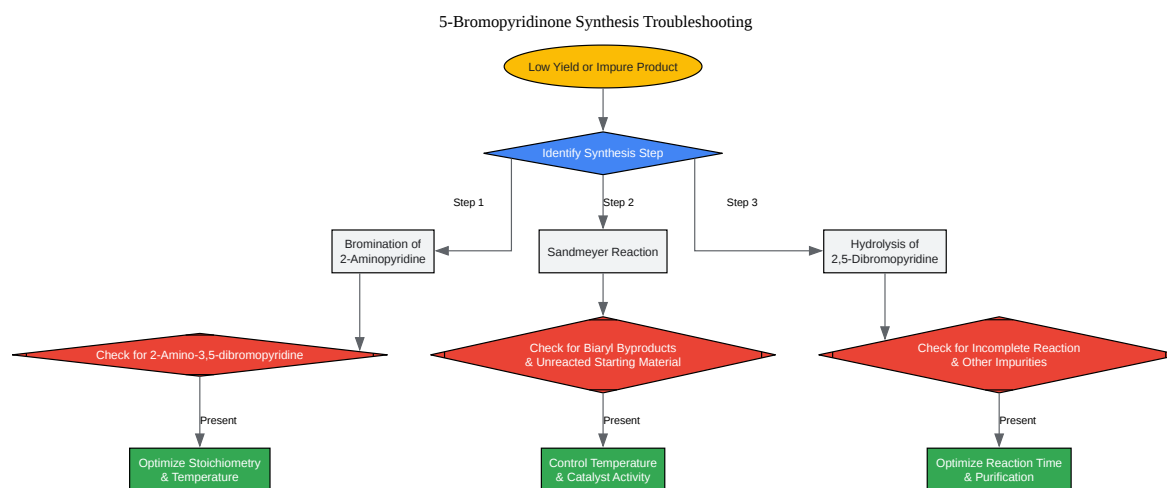 5-Bromopyridinone Synthesis Troubleshooting
Low Yield or Impure Product
Identify Synthesis Step
Step 1
Step 2
Step 3
Bromination of
2-Aminopyridine
Sandmeyer Reaction
Hydrolysis of
2,5-Dibromopyridine
Check for 2-Amino-3,5-dibromopyridine
Check for Biaryl Byproducts
& Unreacted Starting Material
Check for Incomplete Reaction
& Other Impurities
Present
Present
Present
Optimize Stoichiometry
& Temperature
Control Temperature
& Catalyst Activity
Optimize Reaction Time
& Purification